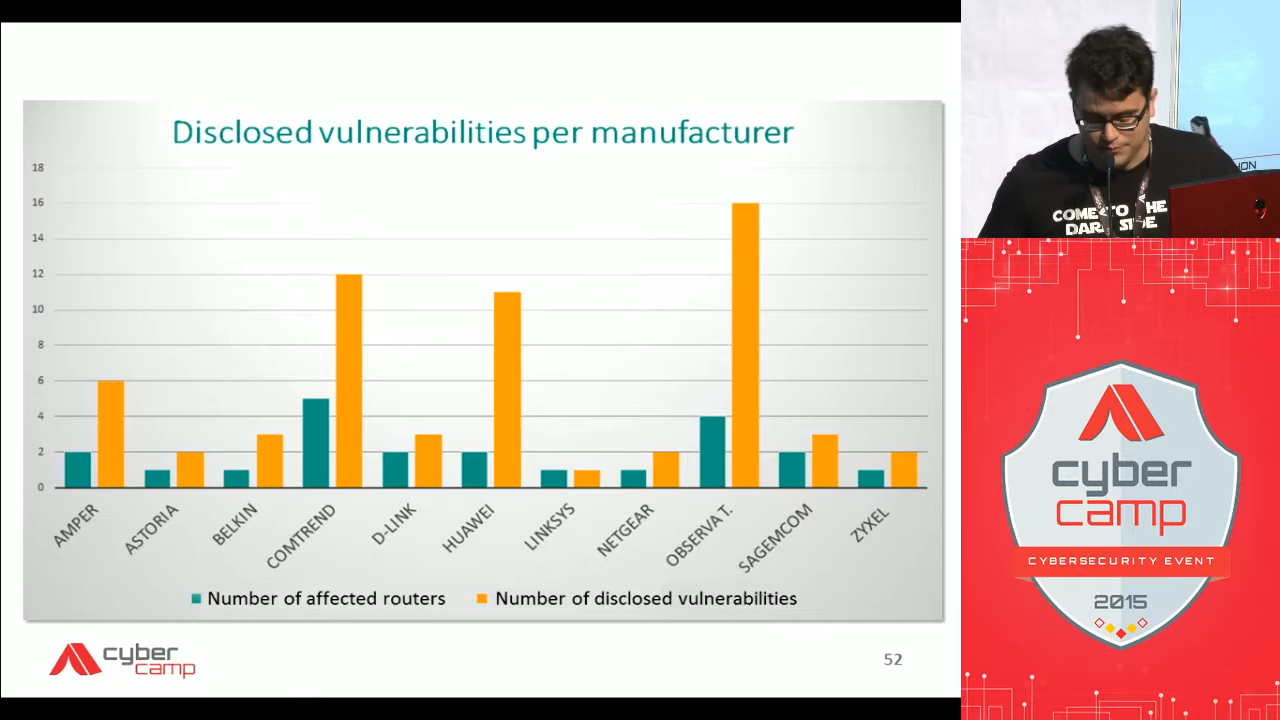 Disclosed vulnerabilities per manufacturer
18
16
14
12
10
8
6
4
2
0
AMPER
ASTORIA
BELKIN
COMTREND
D-LINK
HUAWEI
LINKSYS
NETGEAR
OBSERVA T.
SAGEMCOM
ZYXEL
Number of affected routers
Number of disclosed vulnerabilities
cyber
camp
52
COME TO THE
DARK SIDE
cyber
camp
CYBERSECURITY EVENT
2015